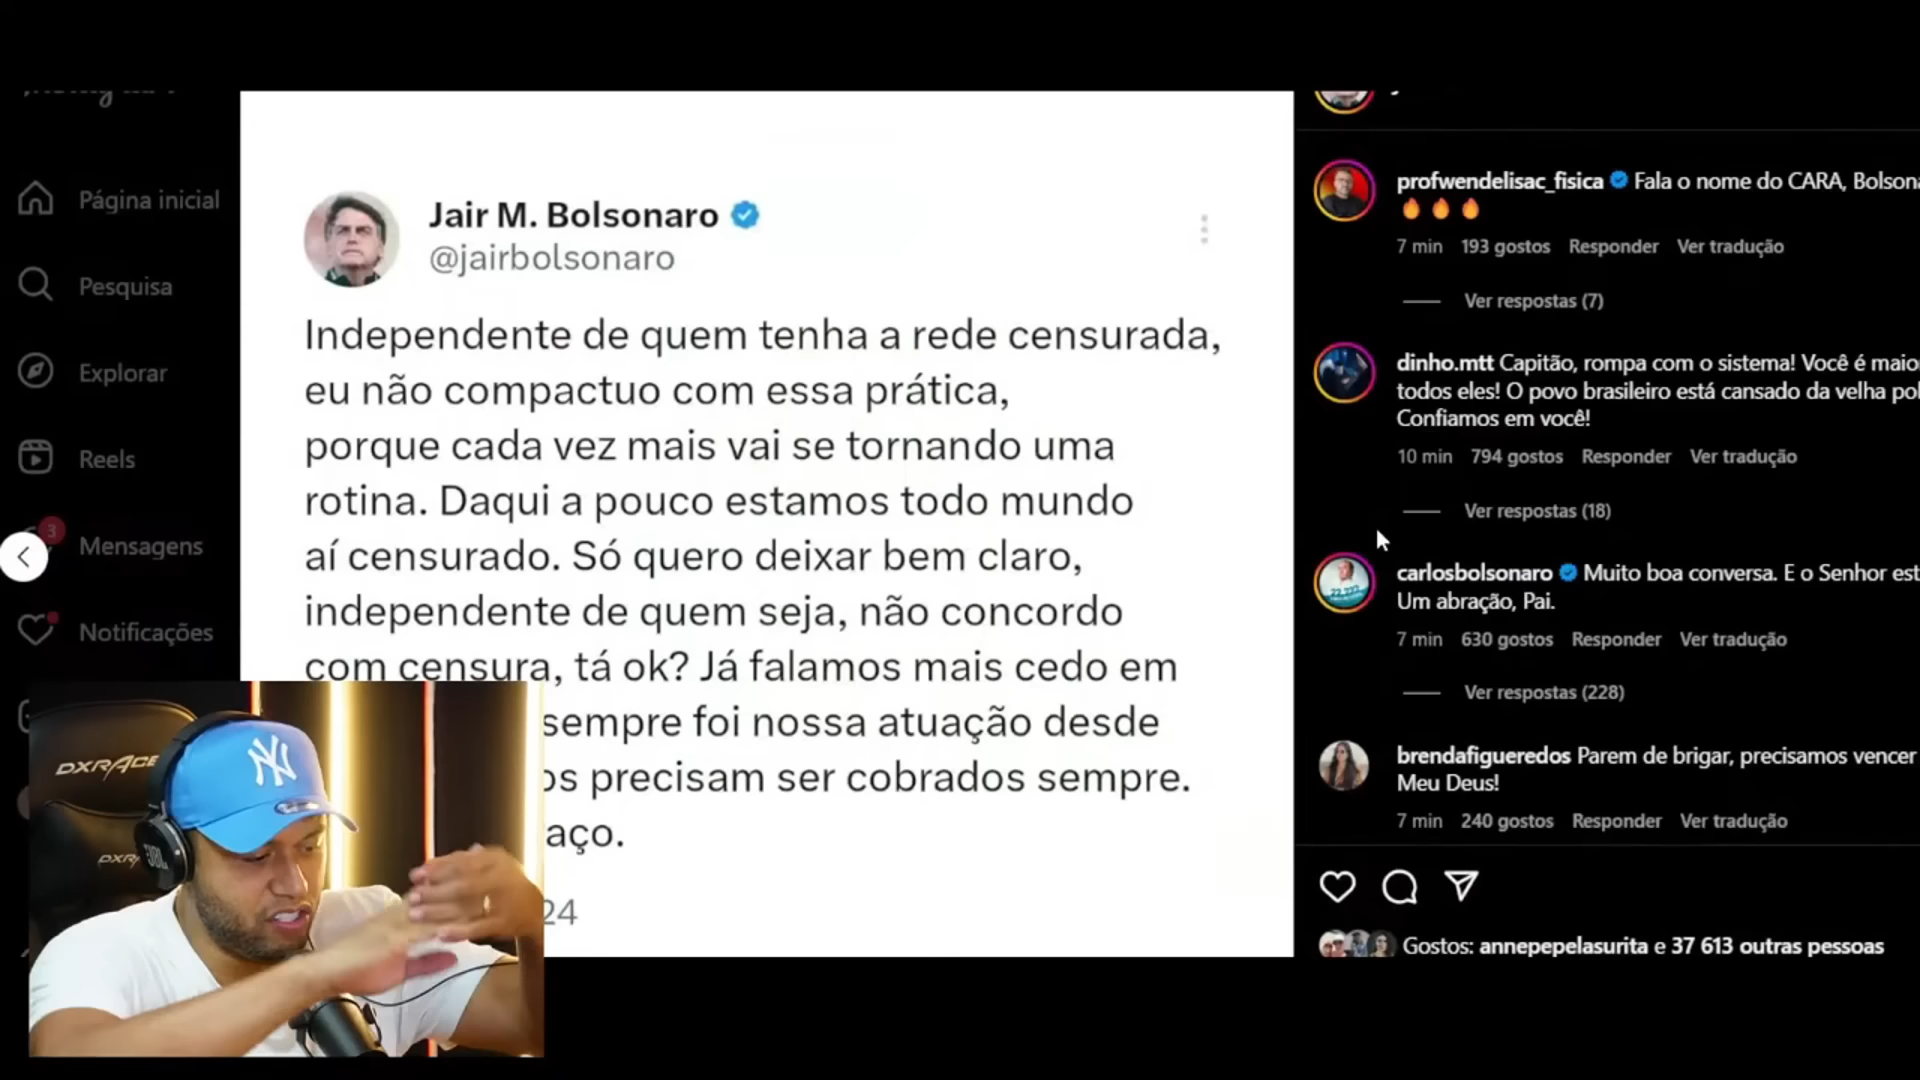 Página inicial
Pesquisa
Explorar
Reels
3
Mensagens
Notificações
Jair M. Bolsonaro
@jairbolsonaro
Independente de quem tenha a rede censurada,
eu não compactuo com essa prática,
porque cada vez mais vai se tornando uma
rotina. Daqui a pouco estamos todo mundo
aí censurado. Só quero deixar bem claro,
independente de quem seja, não concordo
com censura, tá ok? Já falamos mais cedo em
sempre foi nossa atuação desde
os precisam ser cobrados sempre.
aço.
24
DXRACE
DXR
NY
JBL
profwendelisac_fisica Fala o nome do CARA, Bolsona
🔥 🔥 🔥
7 min 193 gostos Responder Ver tradução
Ver respostas (7)
dinho.mtt Capitão, rompa com o sistema! Você é maio
todos eles! O povo brasileiro está cansado da velha pol
Confiamos em você!
10 min 794 gostos Responder Ver tradução
Ver respostas (18)
carlosbolsonaro Muito boa conversa. E o Senhor est
Um abração, Pai.
7 min 630 gostos Responder Ver tradução
Ver respostas (228)
brendafigueredos Parem de brigar, precisamos vencer
Meu Deus!
7 min 240 gostos Responder Ver tradução
Gostos: annepepelasurita e 37 613 outras pessoas